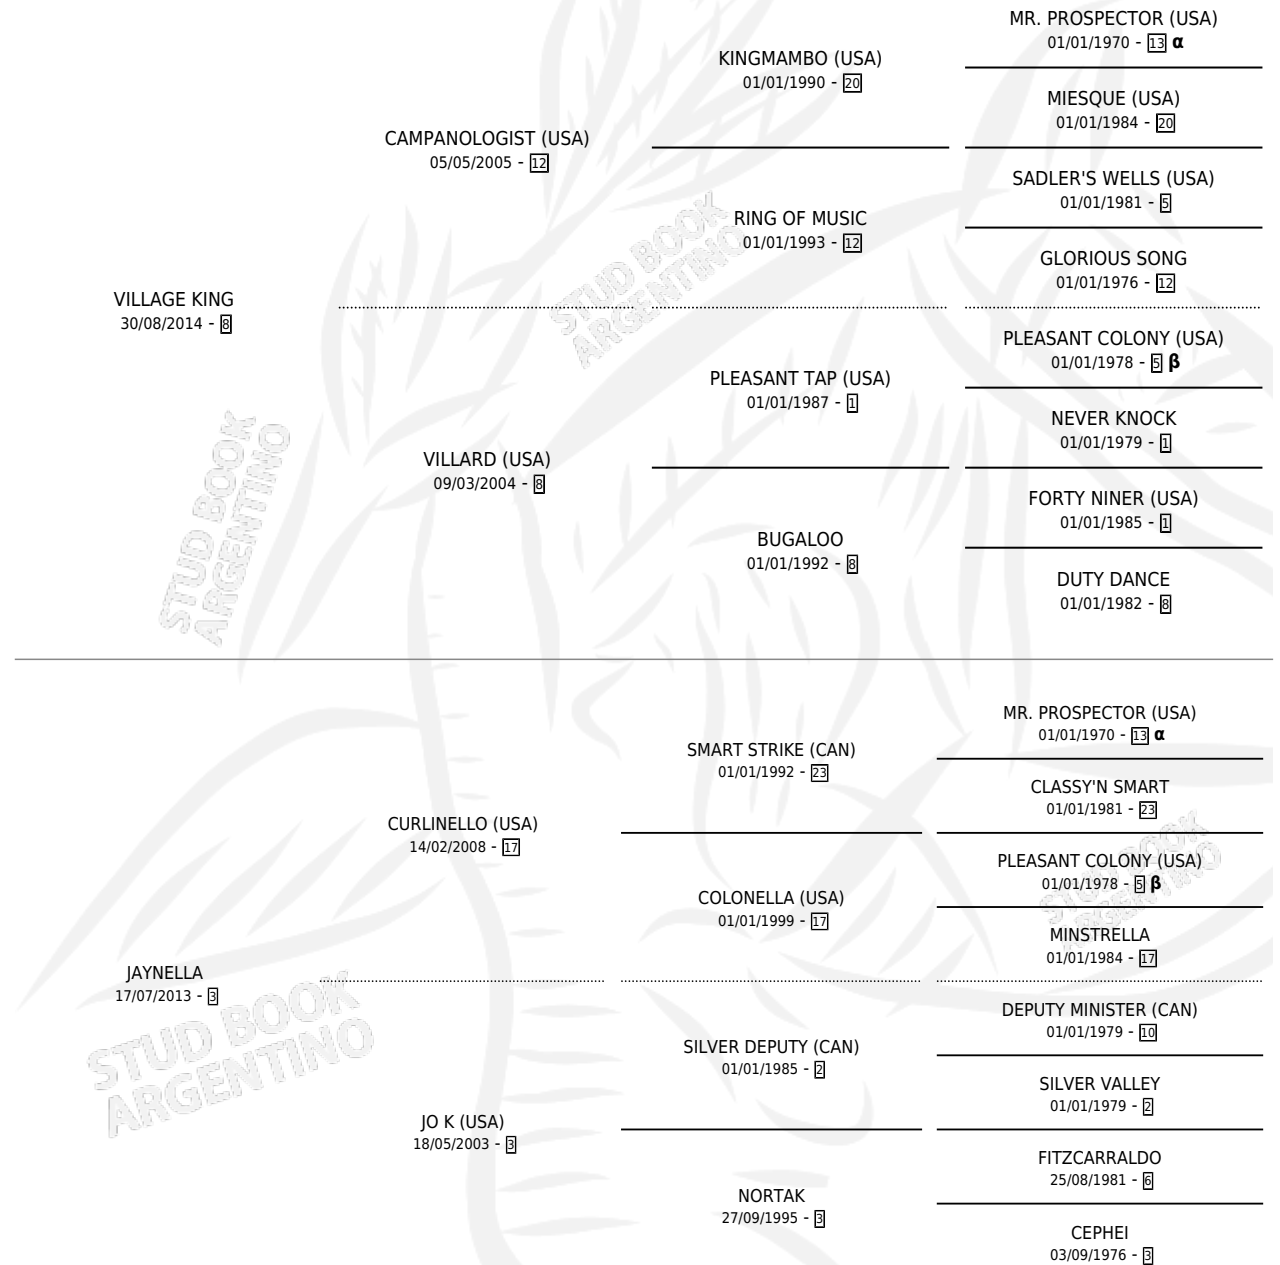 MR. PROSPECTOR (USA)
01/01/1970 - 13 α
KINGMAMBO (USA)
01/01/1990 - 20
MIESQUE (USA)
01/01/1984 - 20
CAMPANOLOGIST (USA)
05/05/2005 - 12
SADLER'S WELLS (USA)
01/01/1981 - 5
RING OF MUSIC
01/01/1993 - 12
GLORIOUS SONG
01/01/1976 - 12
VILLAGE KING
30/08/2014 - 8
PLEASANT COLONY (USA)
01/01/1978 - 5 β
PLEASANT TAP (USA)
01/01/1987 - 1
NEVER KNOCK
01/01/1979 - 1
VILLARD (USA)
09/03/2004 - 8
FORTY NINER (USA)
01/01/1985 - 1
BUGALOO
01/01/1992 - 8
DUTY DANCE
01/01/1982 - 8
MR. PROSPECTOR (USA)
01/01/1970 - 13 α
SMART STRIKE (CAN)
01/01/1992 - 23
CLASSY'N SMART
01/01/1981 - 23
CURLINELLO (USA)
14/02/2008 - 17
PLEASANT COLONY (USA)
01/01/1978 - 5 β
COLONELLA (USA)
01/01/1999 - 17
MINSTRELLA
01/01/1984 - 17
JAYNELLA
17/07/2013 - 3
DEPUTY MINISTER (CAN)
01/01/1979 - 10
SILVER DEPUTY (CAN)
01/01/1985 - 2
SILVER VALLEY
01/01/1979 - 2
JO K (USA)
18/05/2003 - 3
FITZCARRALDO
25/08/1981 - 6
NORTAK
27/09/1995 - 3
CEPHEI
03/09/1976 - 3
STUD BOOK
ARGENTINO
STUD BOOK
ARGENTINO
STUD BOOK
ARGENTINO
STUD BOOK
ARGENTINO